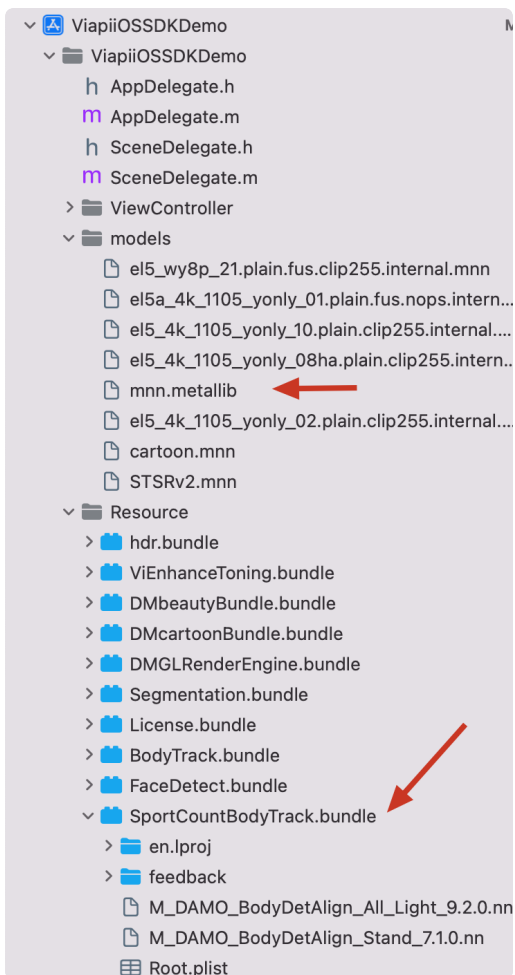 ViapiiOSSDKDemo
M
ViapiiOSSDKDemo
h AppDelegate.h
m AppDelegate.m
h SceneDelegate.h
m SceneDelegate.m
ViewController
models
el5_wy8p_21.plain.fus.clip255.internal.mnn
el5a_4k_1105_yonly_01.plain.fus.nops.intern...
el5_4k_1105_yonly_10.plain.clip255.internal....
el5_4k_1105_yonly_08ha.plain.clip255.intern...
mnn.metallib
el5_4k_1105_yonly_02.plain.clip255.internal....
cartoon.mnn
STSRv2.mnn
Resource
hdr.bundle
ViEnhanceToning.bundle
DMbeautyBundle.bundle
DMcartoonBundle.bundle
DMGLRenderEngine.bundle
Segmentation.bundle
License.bundle
BodyTrack.bundle
FaceDetect.bundle
SportCountBodyTrack.bundle
en.lproj
feedback
M_DAMO_BodyDetAlign_All_Light_9.2.0.nn
M_DAMO_BodyDetAlign_Stand_7.1.0.nn
Root.plist